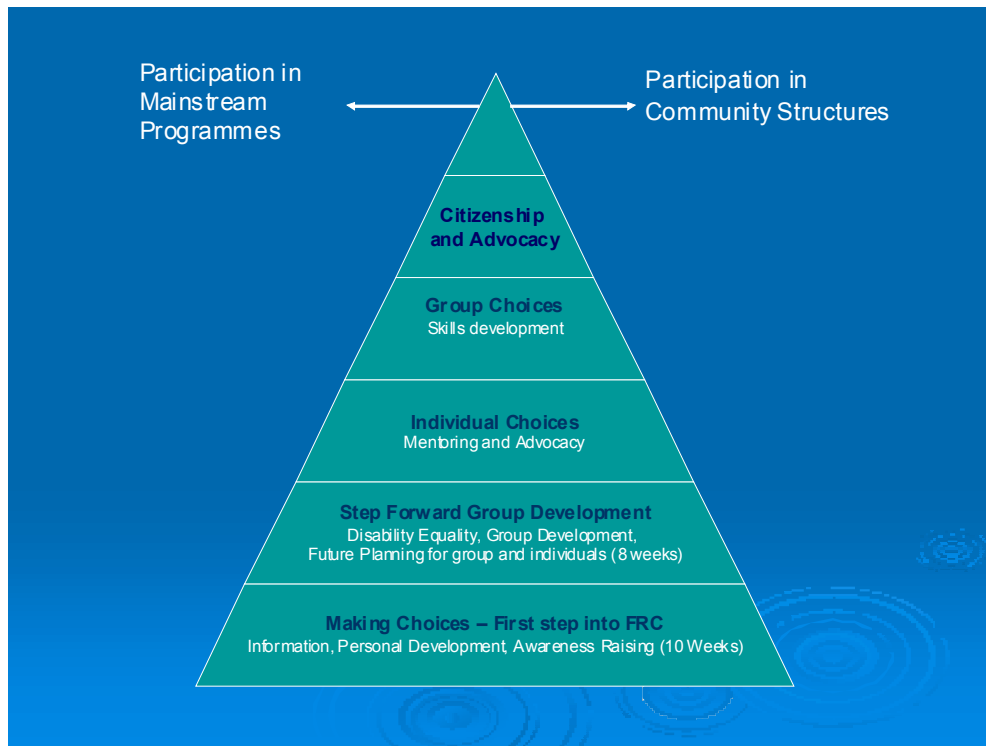 Participation in
Mainstream
Programmes
Participation in
Community Structures
Citizenship
and Advocacy
Group Choices
Skills development
Individual Choices
Mentoring and Advocacy
Step Forward Group Development
Disability Equality, Group Development,
Future Planning for group and individuals (8 weeks)
Making Choices – First step into FRC
Information, Personal Development, Awareness Raising (10 Weeks)